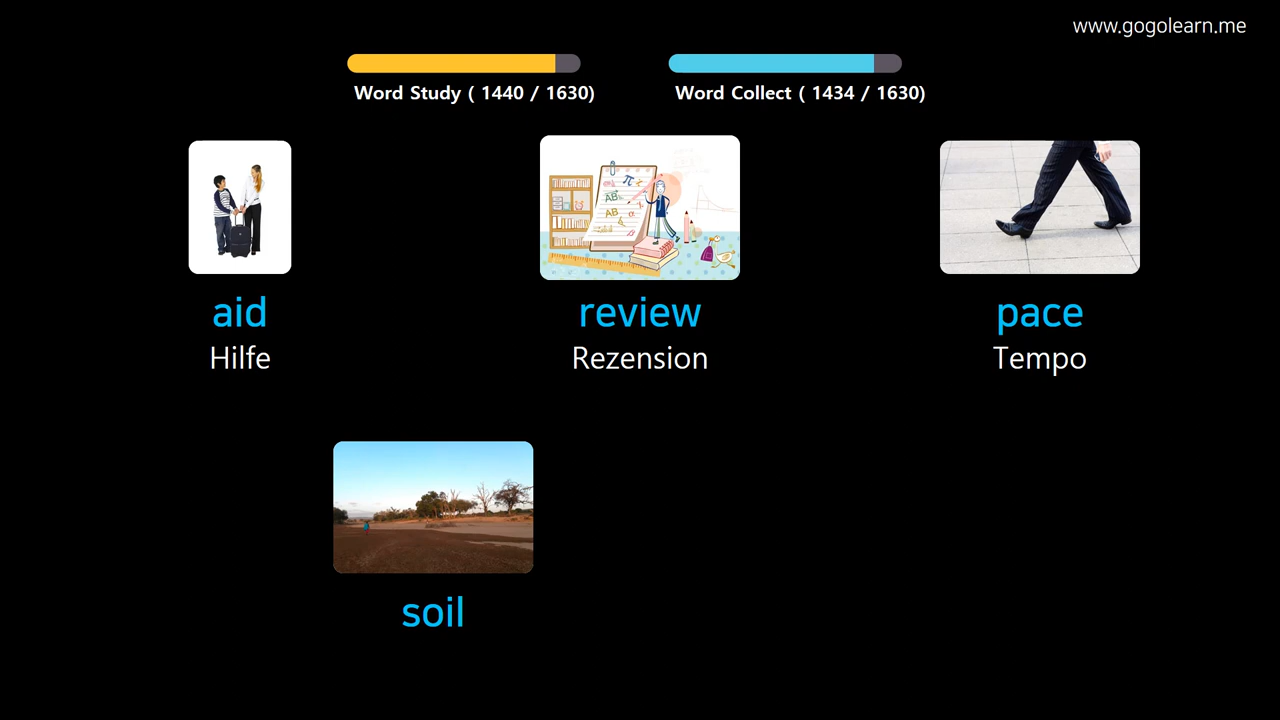 www.gogolearn.me
Word Study ( 1440 / 1630)
Word Collect ( 1434 / 1630)
aid
Hilfe
review
Rezension
pace
Tempo
soil